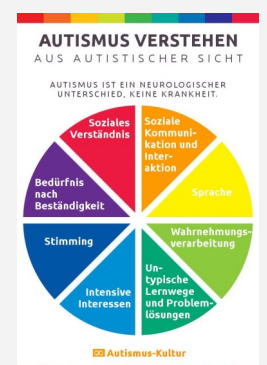 AUTISMUS VERSTEHEN
AUS AUTISTISCHER SICHT
AUTISMUS IST EIN NEUROLOGISCHER
UNTERSCHIED, KEINE KRANKHEIT.
Soziales
Verständnis
Soziale
Kommuni-
kation und
Inter-
aktion
Bedürfnis
nach
Beständigkeit
Sprache
Stimming
Wahrnehmungs-
verarbeitung
Intensive
Interessen
Un-
typische
Lernwege
und Problem-
lösungen
Autismus-Kultur